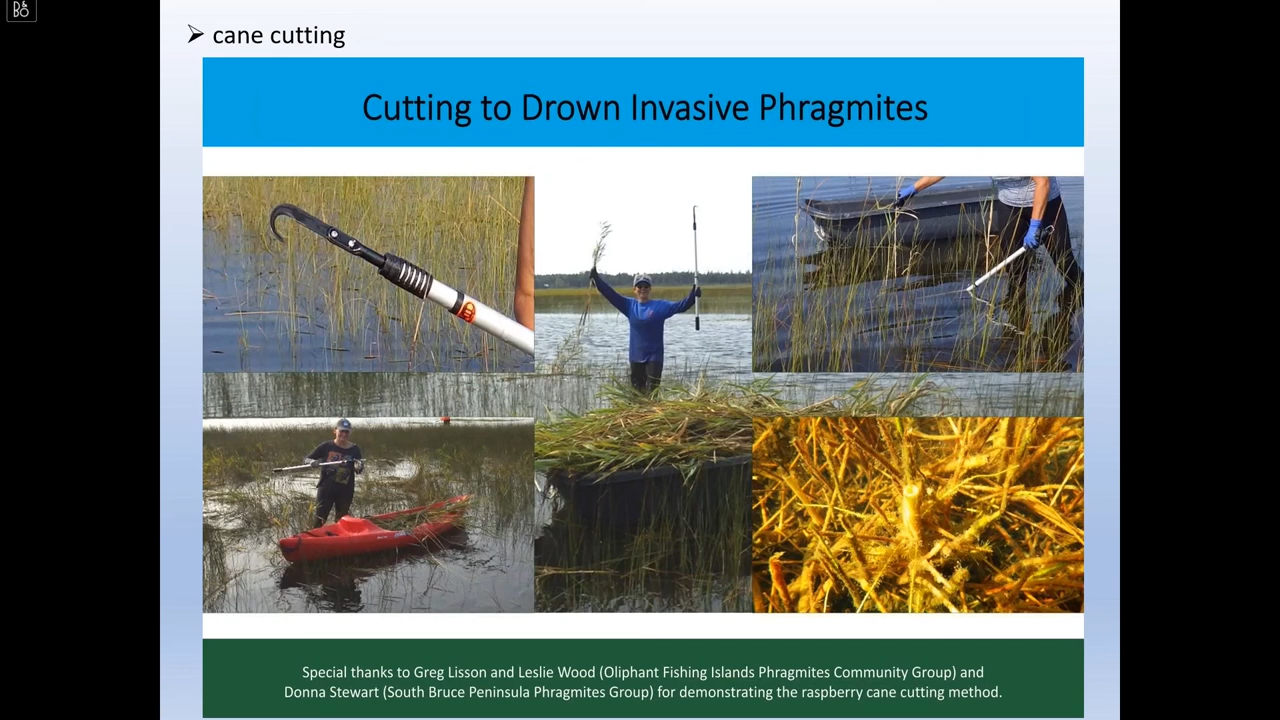 B&O
➢ cane cutting
Cutting to Drown Invasive Phragmites
Special thanks to Greg Lisson and Leslie Wood (Oliphant Fishing Islands Phragmites Community Group) and
Donna Stewart (South Bruce Peninsula Phragmites Group) for demonstrating the raspberry cane cutting method.